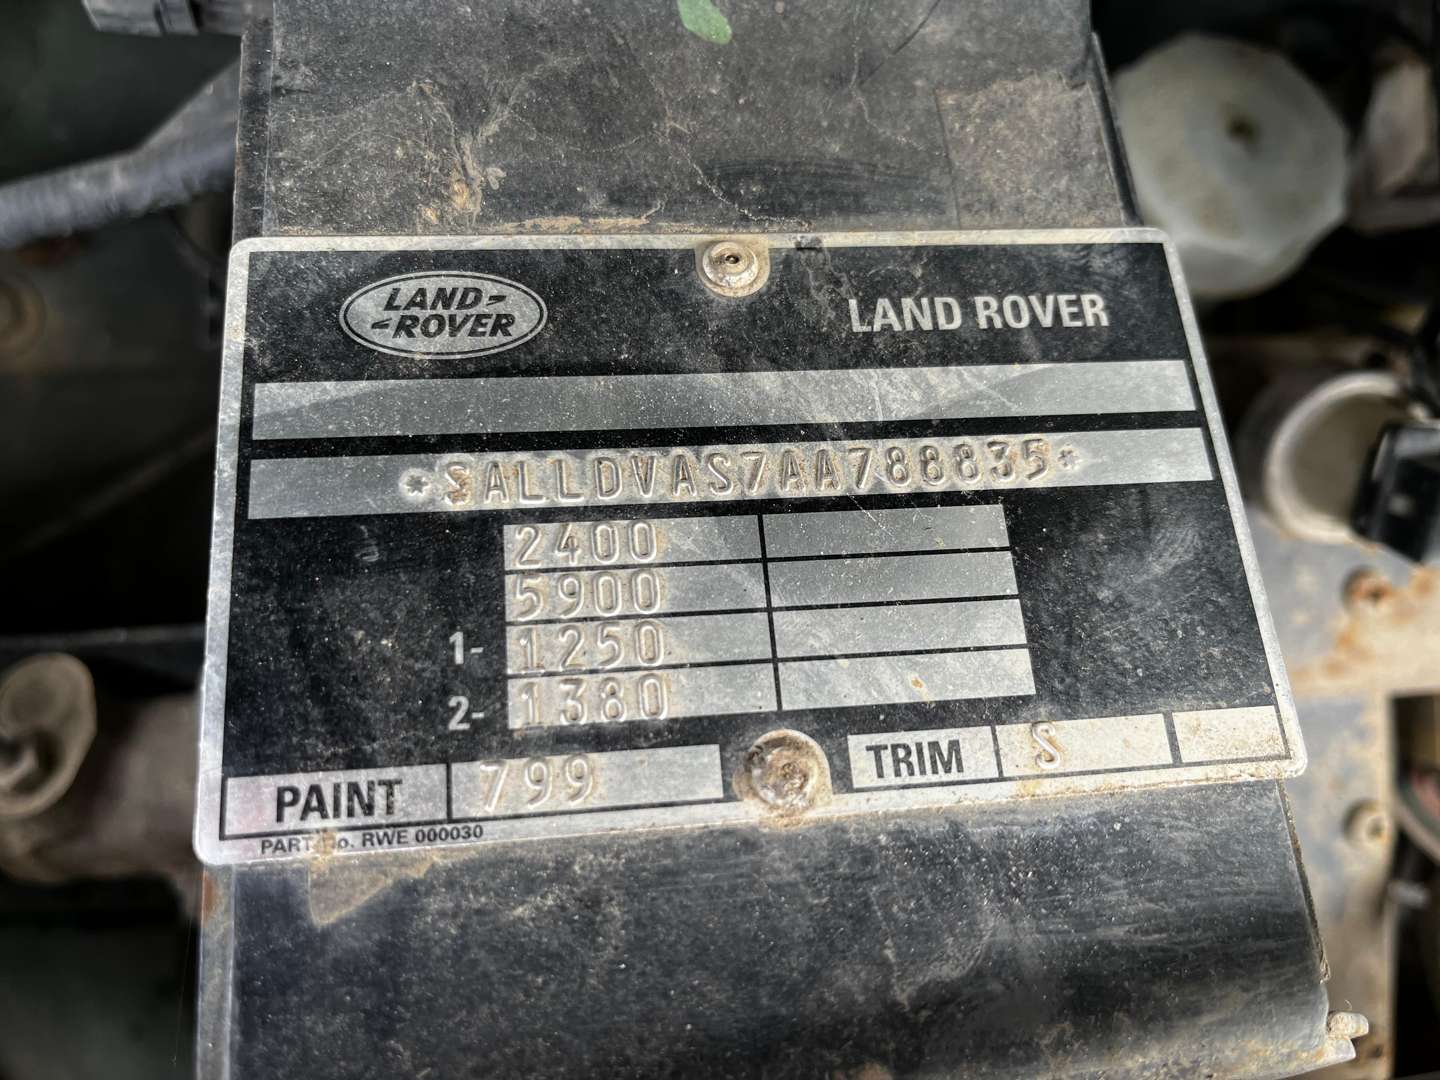 LAND-
-ROVER
LAND ROVER
*SALLDVAS7AA788835*
2400
5900
1- 1250
2- 1380
PAINT 799
TRIM S
PART No. RWE 000030